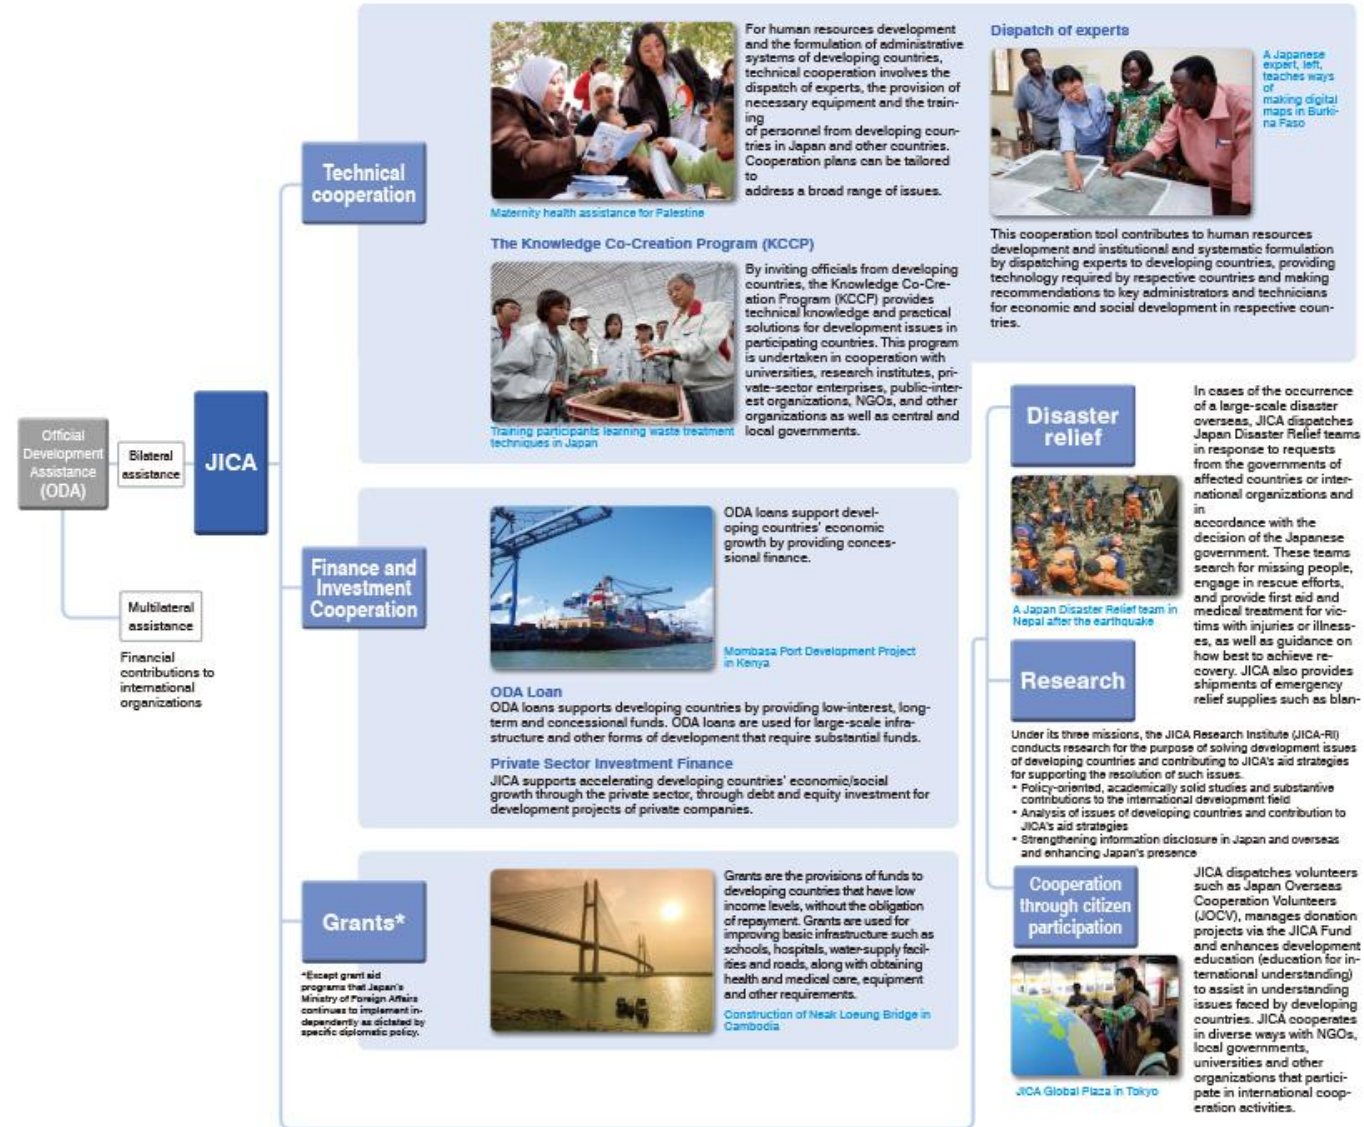 Official
Development
Assistance
(ODA)
Bilateral
assistance
JICA
Multilateral
assistance
Financial
contributions to
international
organizations
Technical
cooperation
For human resources development
and the formulation of administrative
systems of developing countries,
technical cooperation involves the
dispatch of experts, the provision of
necessary equipment and the train-
ing
of personnel from developing coun-
tries in Japan and other countries.
Cooperation plans can be tailored
to
address a broad range of issues.
Maternity health assistance for Palestine
The Knowledge Co-Creation Program (KCCP)
By inviting officials from developing
countries, the Knowledge Co-Cre-
ation Program (KCCP) provides
technical knowledge and practical
solutions for development issues in
participating countries. This program
is undertaken in cooperation with
universities, research institutes, pri-
vate-sector enterprises, public-inter-
est organizations, NGOs, and other
organizations as well as central and
local governments.
Training participants learning waste treatment
techniques in Japan
Dispatch of experts
A Japanese
expert, left,
teaches ways
of
making digital
maps in Burki-
na Faso
This cooperation tool contributes to human resources
development and institutional and systematic formulation
by dispatching experts to developing countries, providing
technology required by respective countries and making
recommendations to key administrators and technicians
for economic and social development in respective coun-
tries.
Finance and
Investment
Cooperation
ODA loans support devel-
oping countries' economic
growth by providing conces-
sional finance.
Mombasa Port Development Project
in Kenya
ODA Loan
ODA loans supports developing countries by providing low-interest, long-
term and concessional funds. ODA loans are used for large-scale infra-
structure and other forms of development that require substantial funds.
Private Sector Investment Finance
JICA supports accelerating developing countries' economic/social
growth through the private sector, through debt and equity investment for
development projects of private companies.
Grants*
*Except grant aid
programs that Japan's
Ministry of Foreign Affairs
continues to implement in-
dependently as dictated by
specific diplomatic policy.
Grants are the provisions of funds to
developing countries that have low
income levels, without the obligation
of repayment. Grants are used for
improving basic infrastructure such as
schools, hospitals, water-supply facil-
ities and roads, along with obtaining
health and medical care, equipment
and other requirements.
Construction of Neak Loeung Bridge in
Cambodia
Disaster
relief
In cases of the occurrence
of a large-scale disaster
overseas, JICA dispatches
Japan Disaster Relief teams
in response to requests
from the governments of
affected countries or inter-
national organizations and
in
accordance with the
decision of the Japanese
government. These teams
search for missing people,
engage in rescue efforts,
and provide first aid and
medical treatment for vic-
tims with injuries or illness-
es, as well as guidance on
how best to achieve re-
covery. JICA also provides
shipments of emergency
relief supplies such as blan-
A Japan Disaster Relief team in
Nepal after the earthquake
Research
Under its three missions, the JICA Research Institute (JICA-RI)
conducts research for the purpose of solving development issues
of developing countries and contributing to JICA's aid strategies
for supporting the resolution of such issues.
• Policy-oriented, academically solid studies and substantive
contributions to the international development field
• Analysis of issues of developing countries and contribution to
JICA's aid strategies
• Strengthening information disclosure in Japan and overseas
and enhancing Japan's presence
Cooperation
through citizen
participation
JICA dispatches volunteers
such as Japan Overseas
Cooperation Volunteers
(JOCV), manages donation
projects via the JICA Fund
and enhances development
education (education for in-
ternational understanding)
to assist in understanding
issues faced by developing
countries. JICA cooperates
in diverse ways with NGOs,
local governments,
universities and other
organizations that partici-
pate in international coop-
eration activities.
JICA Global Plaza in Tokyo